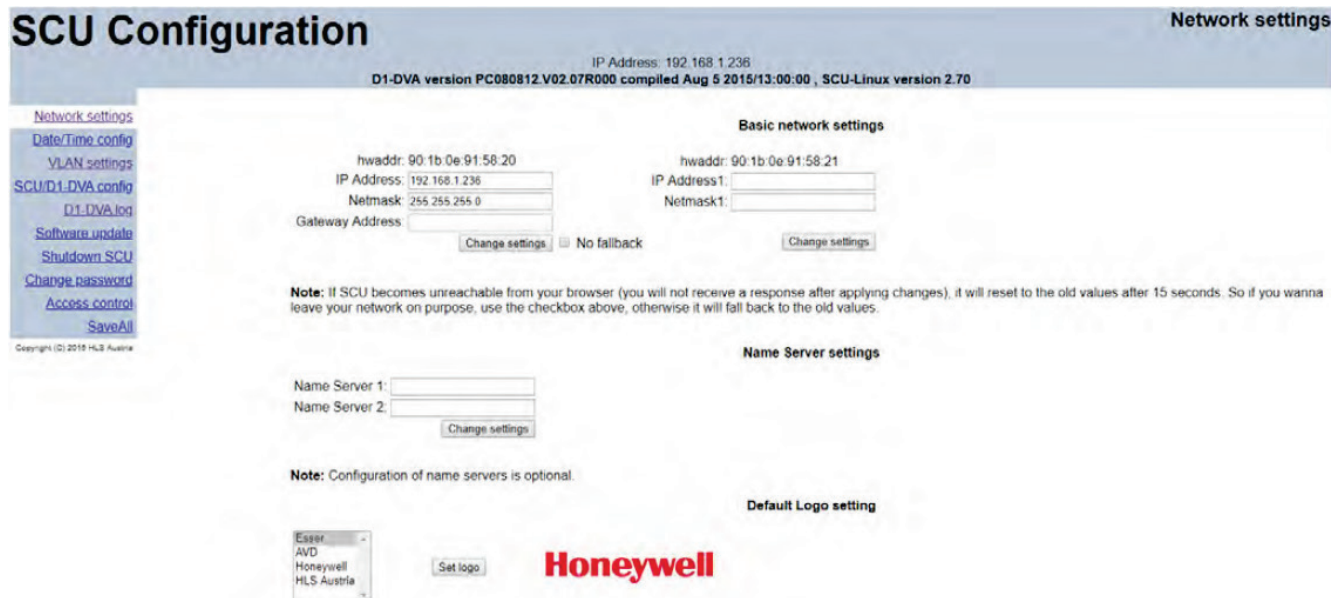 SCU Configuration
Network settings
IP Address: 192.168.1.236
D1-DVA version PC080812.V02.07R000 compiled Aug 5 2015/13:00:00 , SCU-Linux version 2.70
Network settings
Date/Time config
VLAN settings
SCU/D1-DVA config
D1-DVA log
Software update
Shutdown SCU
Change password
Access control
SaveAll
Copyright (C) 2015 HLS Austria
Basic network settings
hwaddr: 90:1b:0e:91:58:20
IP Address: 192.168.1.236
Netmask: 255.255.255.0
Gateway Address:
Change settings No fallback
hwaddr: 90:1b:0e:91:58:21
IP Address1:
Netmask1:
Change settings
Note: If SCU becomes unreachable from your browser (you will not receive a response after applying changes), it will reset to the old values after 15 seconds. So if you wanna
leave your network on purpose, use the checkbox above, otherwise it will fall back to the old values.
Name Server settings
Name Server 1:
Name Server 2:
Change settings
Note: Configuration of name servers is optional.
Default Logo setting
Esser
AVD
Honeywell
HLS Austria
Set logo
Honeywell